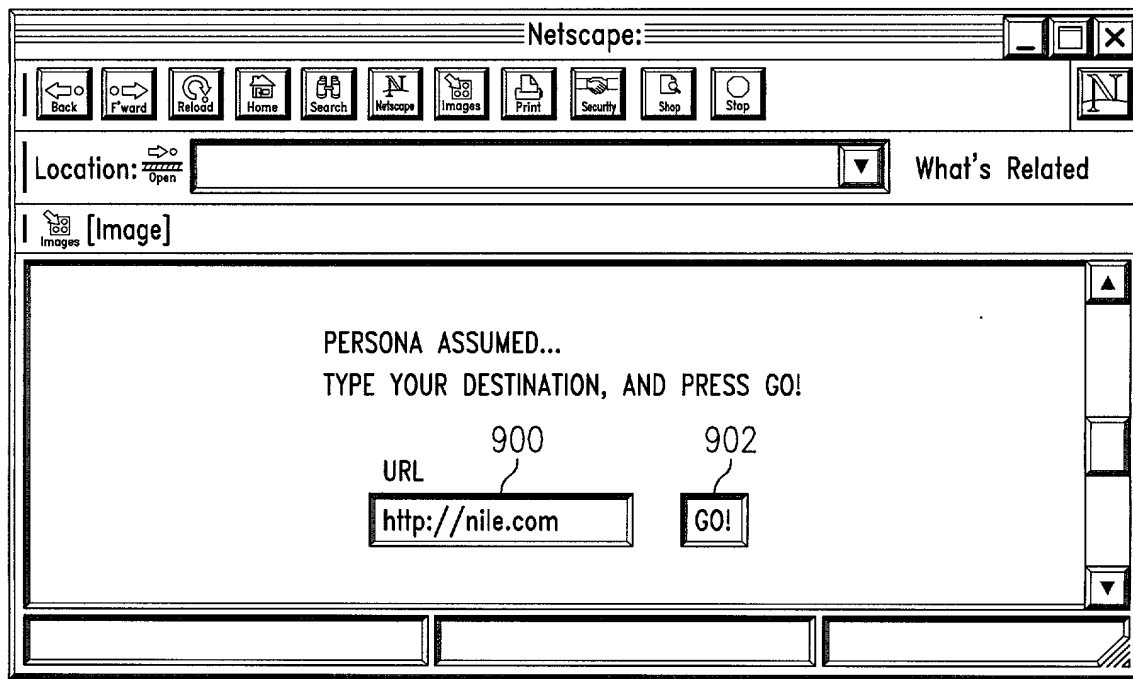 Netscape:
Back F'ward Reload Home Search Netscape Images Print Security Shop Stop N
Location: Open What's Related
Images [Image]
PERSONA ASSUMED...
TYPE YOUR DESTINATION, AND PRESS GO!
900 902
URL
http://nile.com GO!